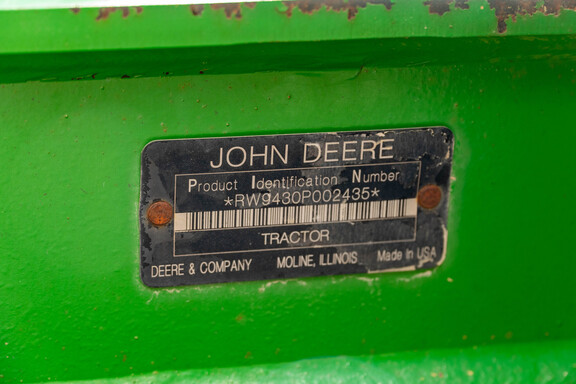 JOHN DEERE
Product Identification Number
*RW9430P002435*
TRACTOR
DEERE & COMPANY MOLINE, ILLINOIS Made In USA